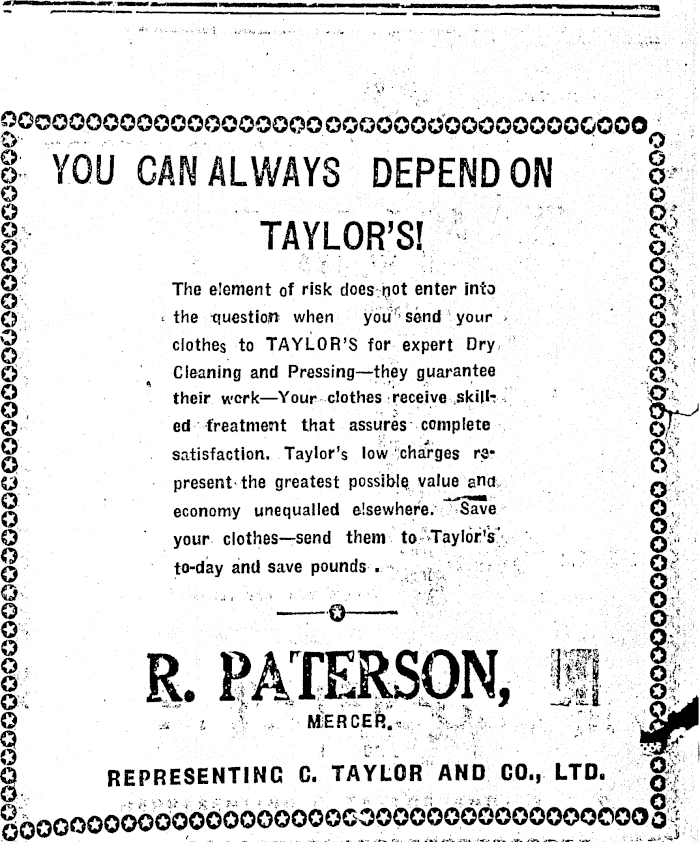 YOU CAN ALWAYS DEPEND ON
TAYLOR'S!
The element of risk does not enter into
the question when you send your
clothes to TAYLOR'S for expert Dry
Cleaning and Pressing—they guarantee
their work—Your clothes receive skill-
ed treatment that assures complete
satisfaction. Taylor's low charges re-
present the greatest possible value and
economy unequalled elsewhere. Save
your clothes—send them to Taylor's
to-day and save pounds .
R. PATERSON,
MERCER.
REPRESENTING C. TAYLOR AND CO., LTD.